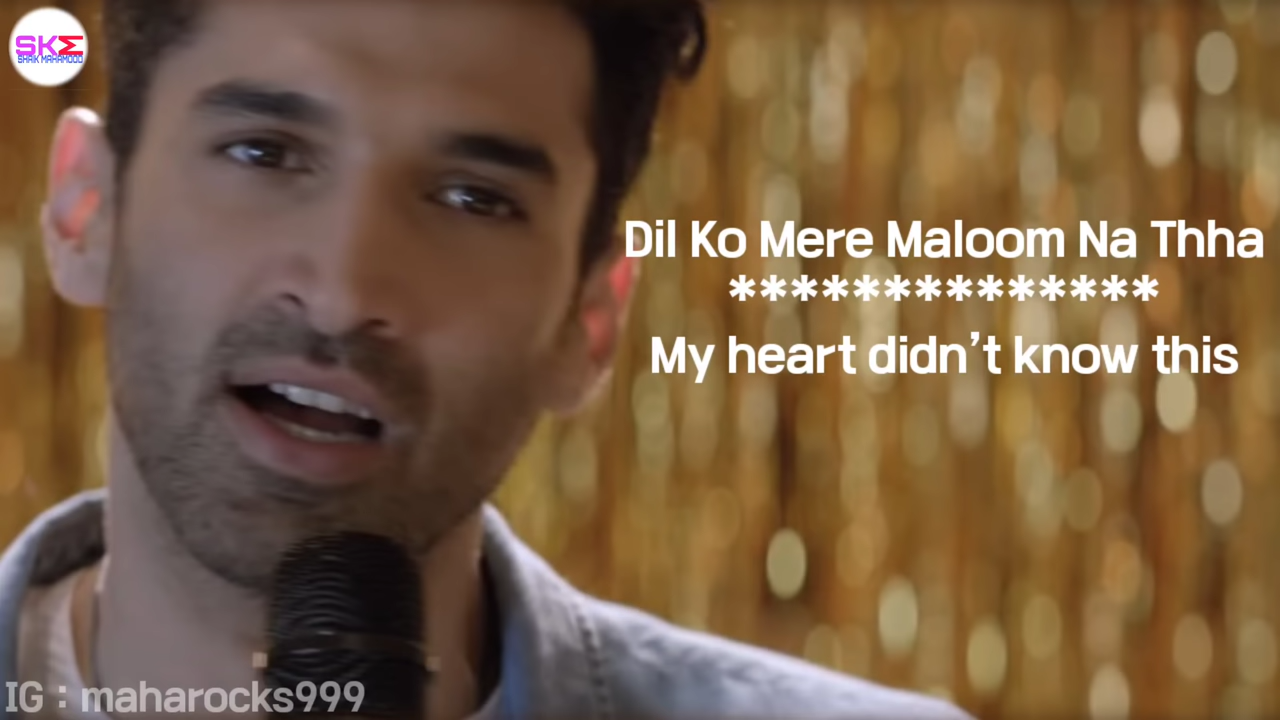 SKΣ
SHAIK MAHAMOOD
Dil Ko Mere Maloom Na Thha
**************
My heart didn’t know this
IG : maharocks999